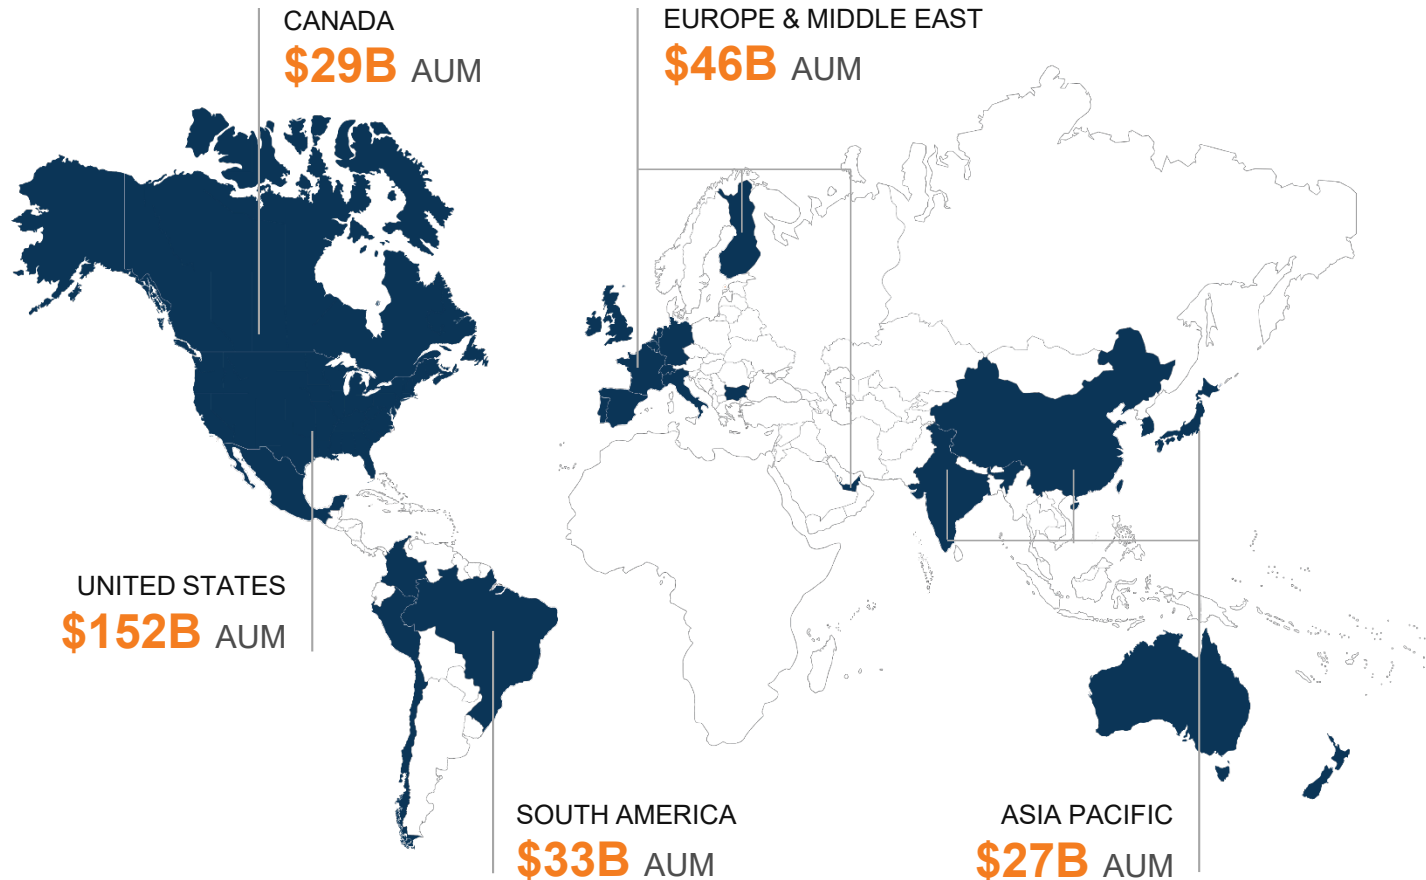 CANADA
$29B AUM
EUROPE & MIDDLE EAST
$46B AUM
UNITED STATES
$152B AUM
SOUTH AMERICA
$33B AUM
ASIA PACIFIC
$27B AUM